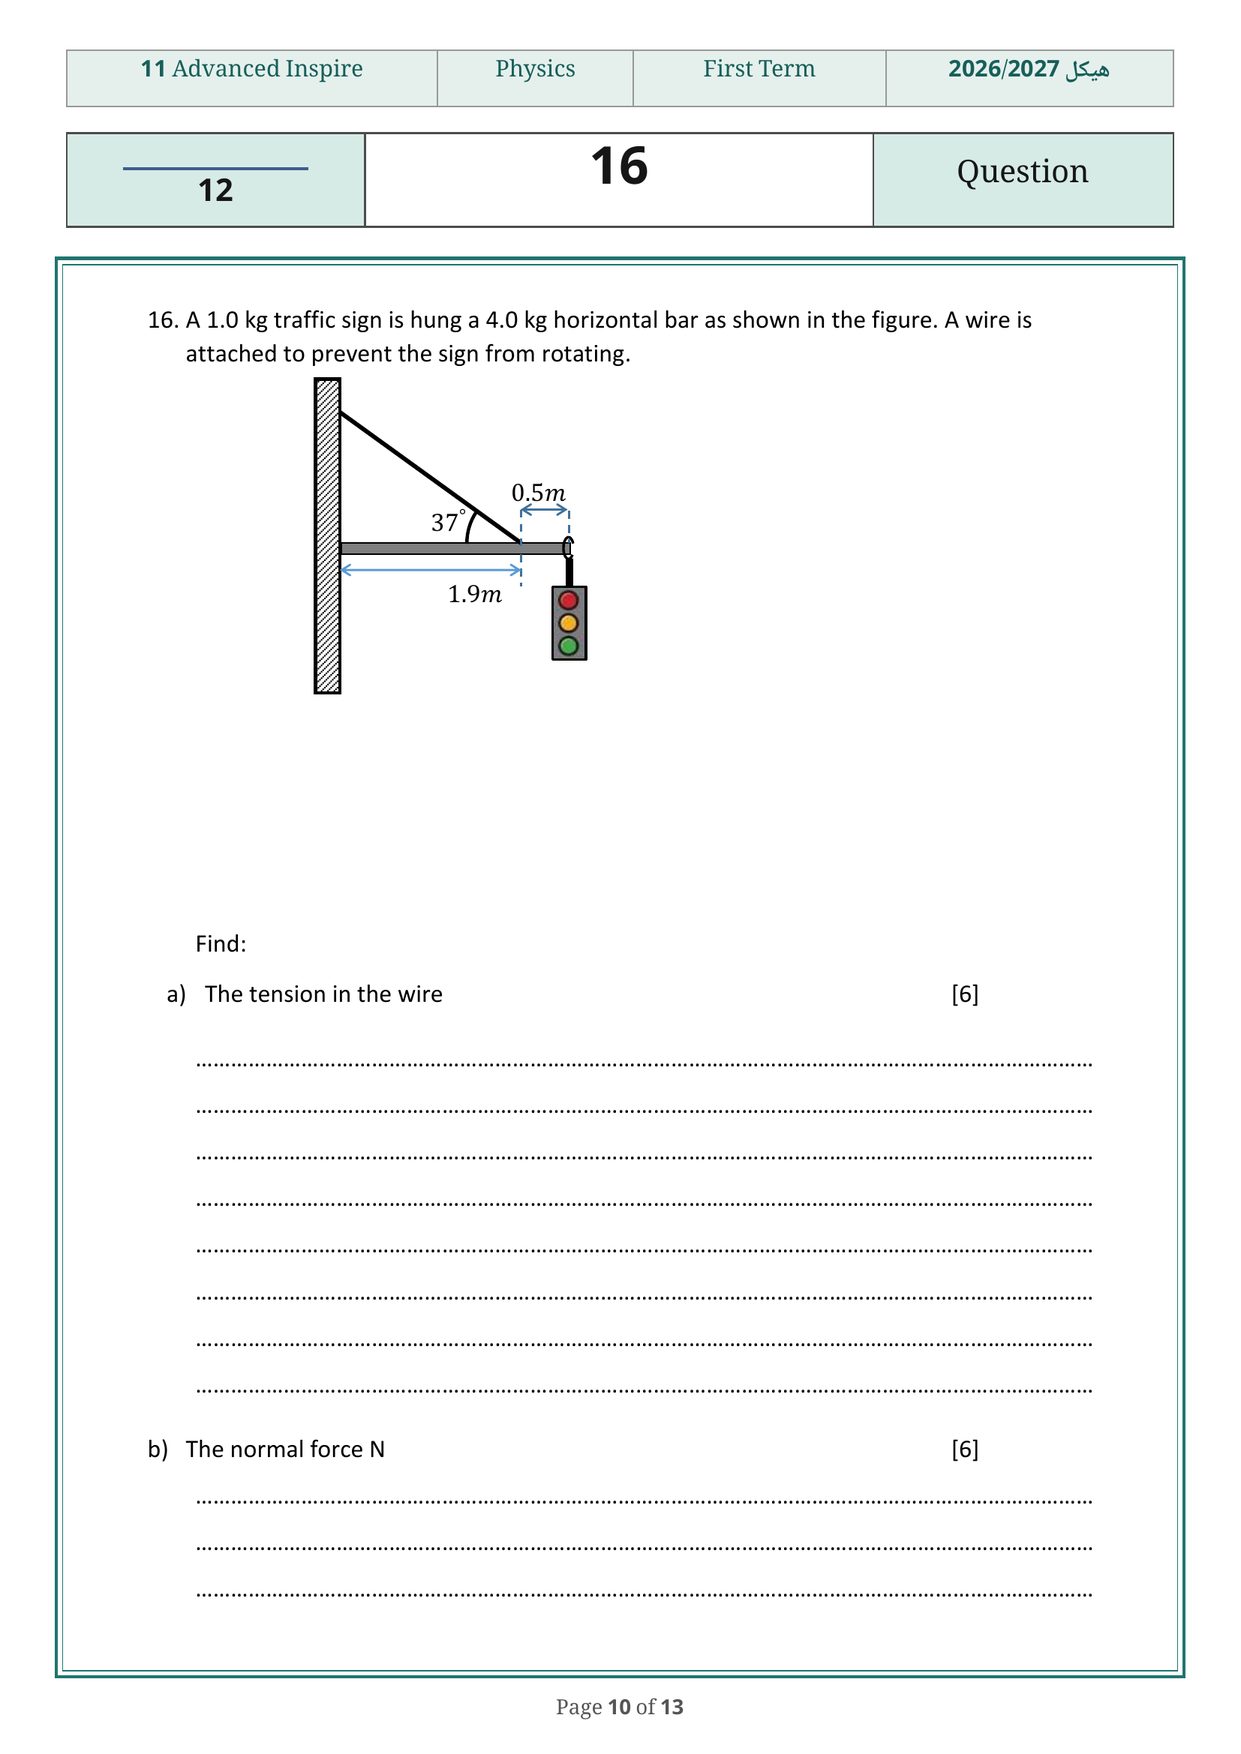 11 Advanced Inspire Physics First Term هيكل 2026/2027
12 16 Question
16. A 1.0 kg traffic sign is hung a 4.0 kg horizontal bar as shown in the figure. A wire is
attached to prevent the sign from rotating.
0.5m
37°
1.9m
Find:
a) The tension in the wire [6]
b) The normal force N [6]
Page 10 of 13